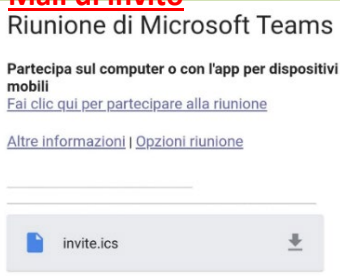 Mail di invito
Riunione di Microsoft Teams
Partecipa sul computer o con l'app per dispositivi
mobili
Fai clic qui per partecipare alla riunione
Altre informazioni | Opzioni riunione
invite.ics